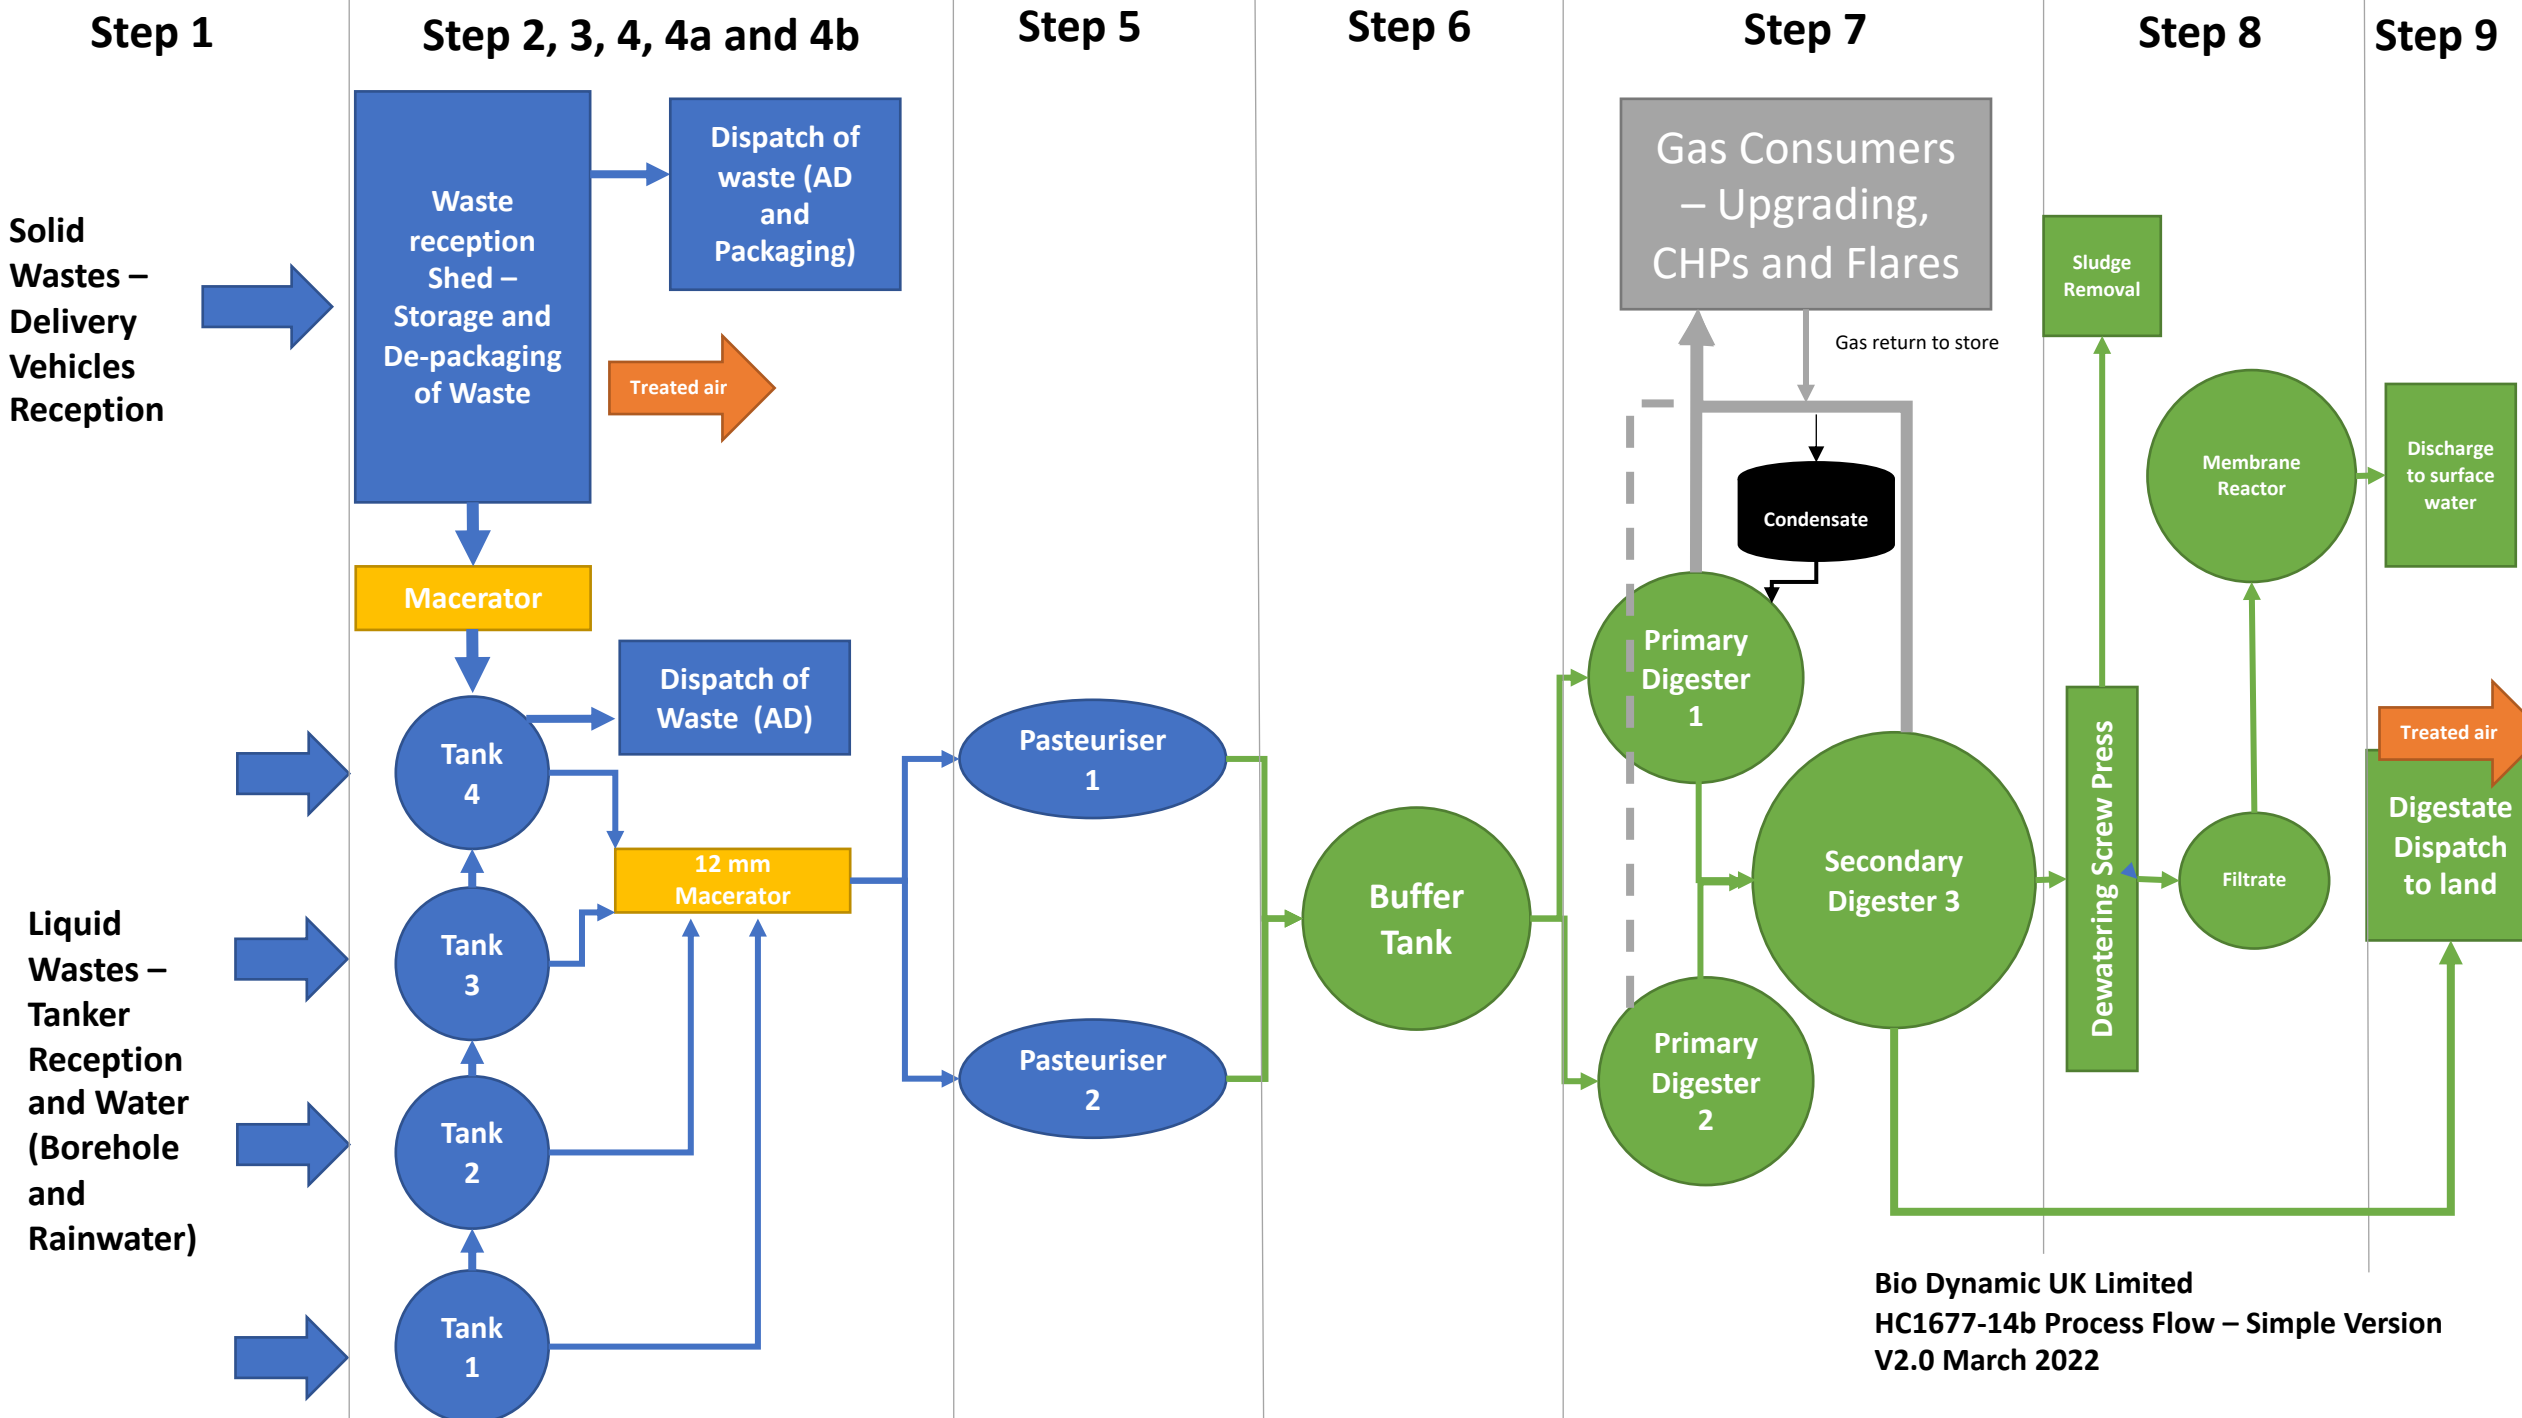 Step 1
Step 2, 3, 4, 4a and 4b
Step 5
Step 6
Step 7
Step 8
Step 9
Solid
Wastes –
Delivery
Vehicles
Reception
Waste
reception
Shed –
Storage and
De-packaging
of Waste
Dispatch of
waste (AD
and
Packaging)
Treated air
Macerator
Dispatch of
Waste (AD)
Tank
4
12 mm
Macerator
Tank
3
Tank
2
Tank
1
Liquid
Wastes –
Tanker
Reception
and Water
(Borehole
and
Rainwater)
Pasteuriser
1
Pasteuriser
2
Buffer
Tank
Gas Consumers
– Upgrading,
CHPs and Flares
Gas return to store
Condensate
Primary
Digester
1
Secondary
Digester 3
Primary
Digester
2
Sludge
Removal
Membrane
Reactor
Dewatering Screw Press
Filtrate
Discharge
to surface
water
Treated air
Digestate
Dispatch
to land
Bio Dynamic UK Limited
HC1677-14b Process Flow – Simple Version
V2.0 March 2022